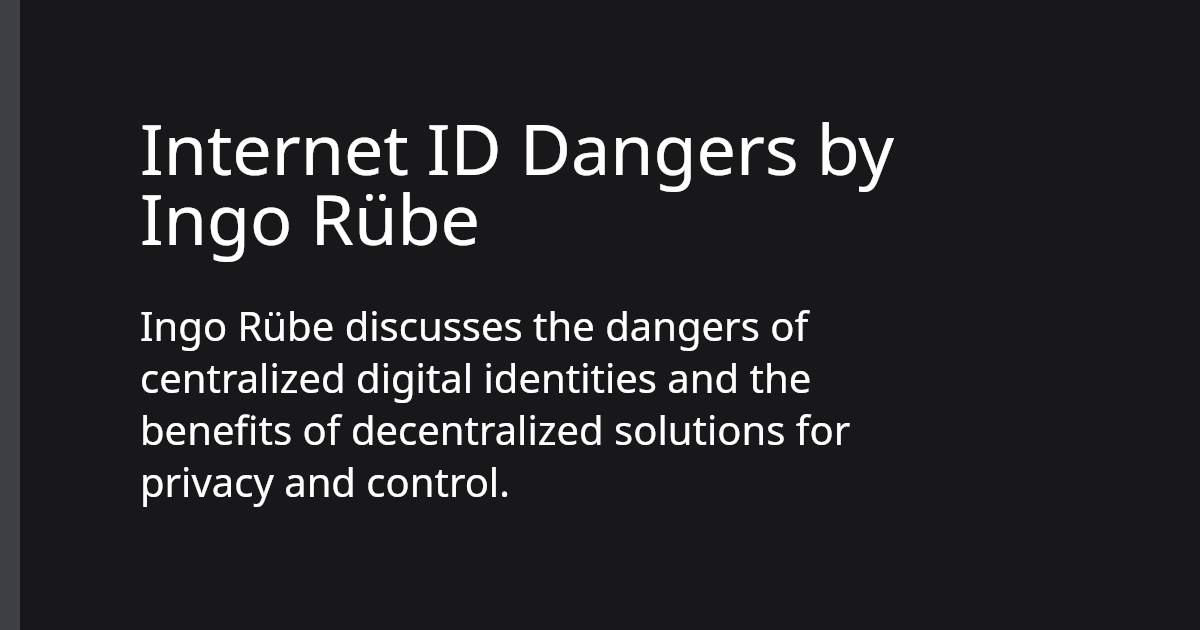 Internet ID Dangers by
Ingo Rübe
Ingo Rübe discusses the dangers of
centralized digital identities and the
benefits of decentralized solutions for
privacy and control.